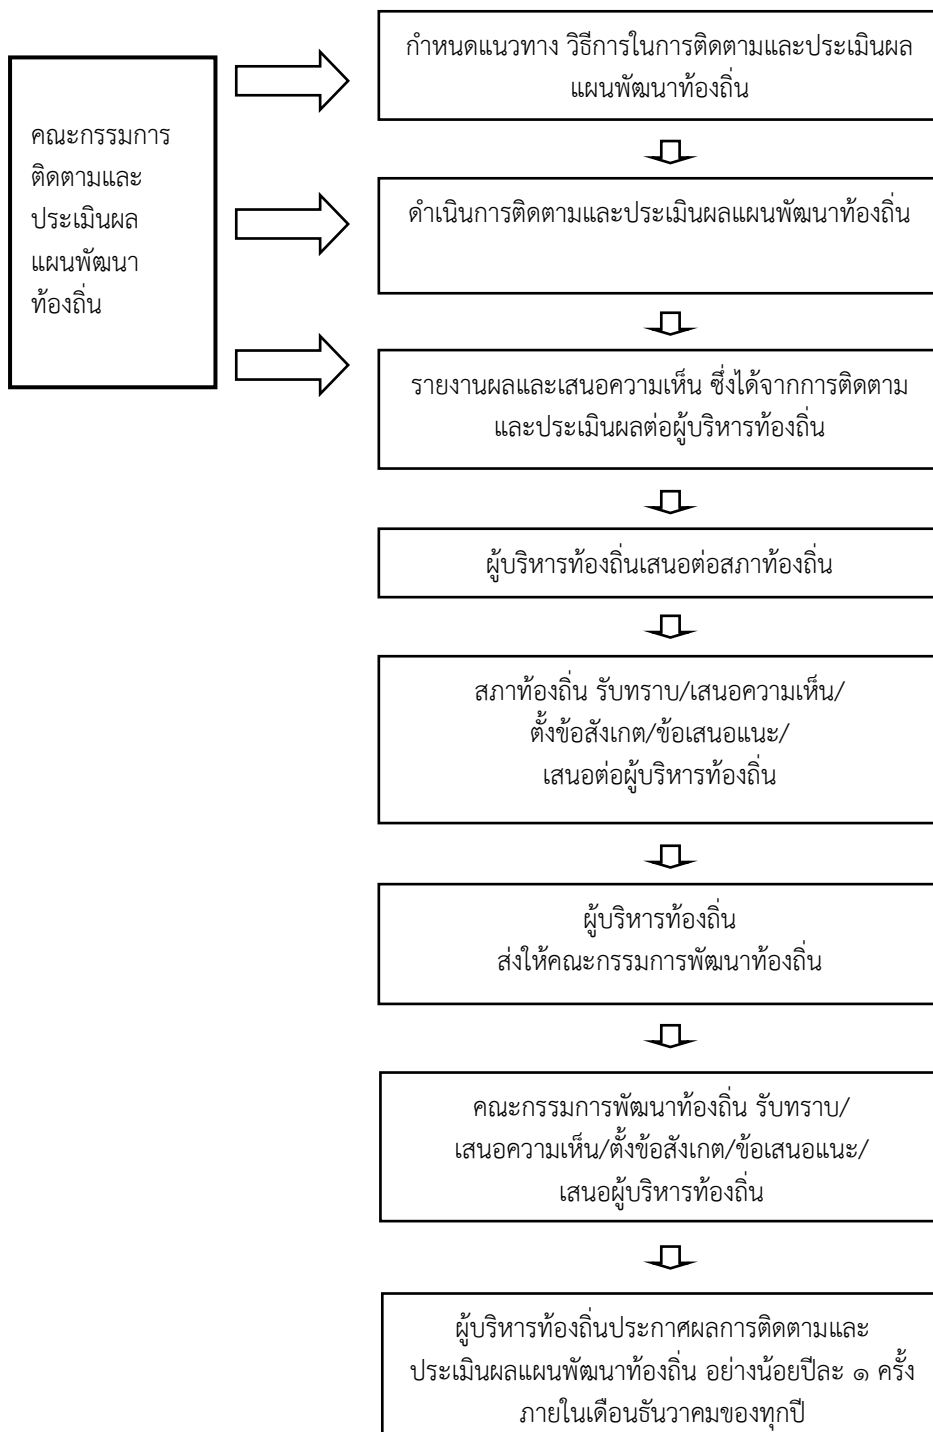 คณะกรรมการ
ติดตามและ
ประเมินผล
แผนพัฒนา
ท้องถิ่น
กำหนดแนวทาง วิธีการในการติดตามและประเมินผล
แผนพัฒนาท้องถิ่น
ดำเนินการติดตามและประเมินผลแผนพัฒนาท้องถิ่น
รายงานผลและเสนอความเห็น ซึ่งได้จากการติดตาม
และประเมินผลต่อผู้บริหารท้องถิ่น
ผู้บริหารท้องถิ่นเสนอต่อสภาท้องถิ่น
สภาท้องถิ่น รับทราบ/เสนอความเห็น/
ตั้งข้อสังเกต/ข้อเสนอแนะ/
เสนอต่อผู้บริหารท้องถิ่น
ผู้บริหารท้องถิ่น
ส่งให้คณะกรรมการพัฒนาท้องถิ่น
คณะกรรมการพัฒนาท้องถิ่น รับทราบ/
เสนอความเห็น/ตั้งข้อสังเกต/ข้อเสนอแนะ/
เสนอผู้บริหารท้องถิ่น
ผู้บริหารท้องถิ่นประกาศผลการติดตามและ
ประเมินผลแผนพัฒนาท้องถิ่น อย่างน้อยปีละ ๑ ครั้ง
ภายในเดือนธันวาคมของทุกปี